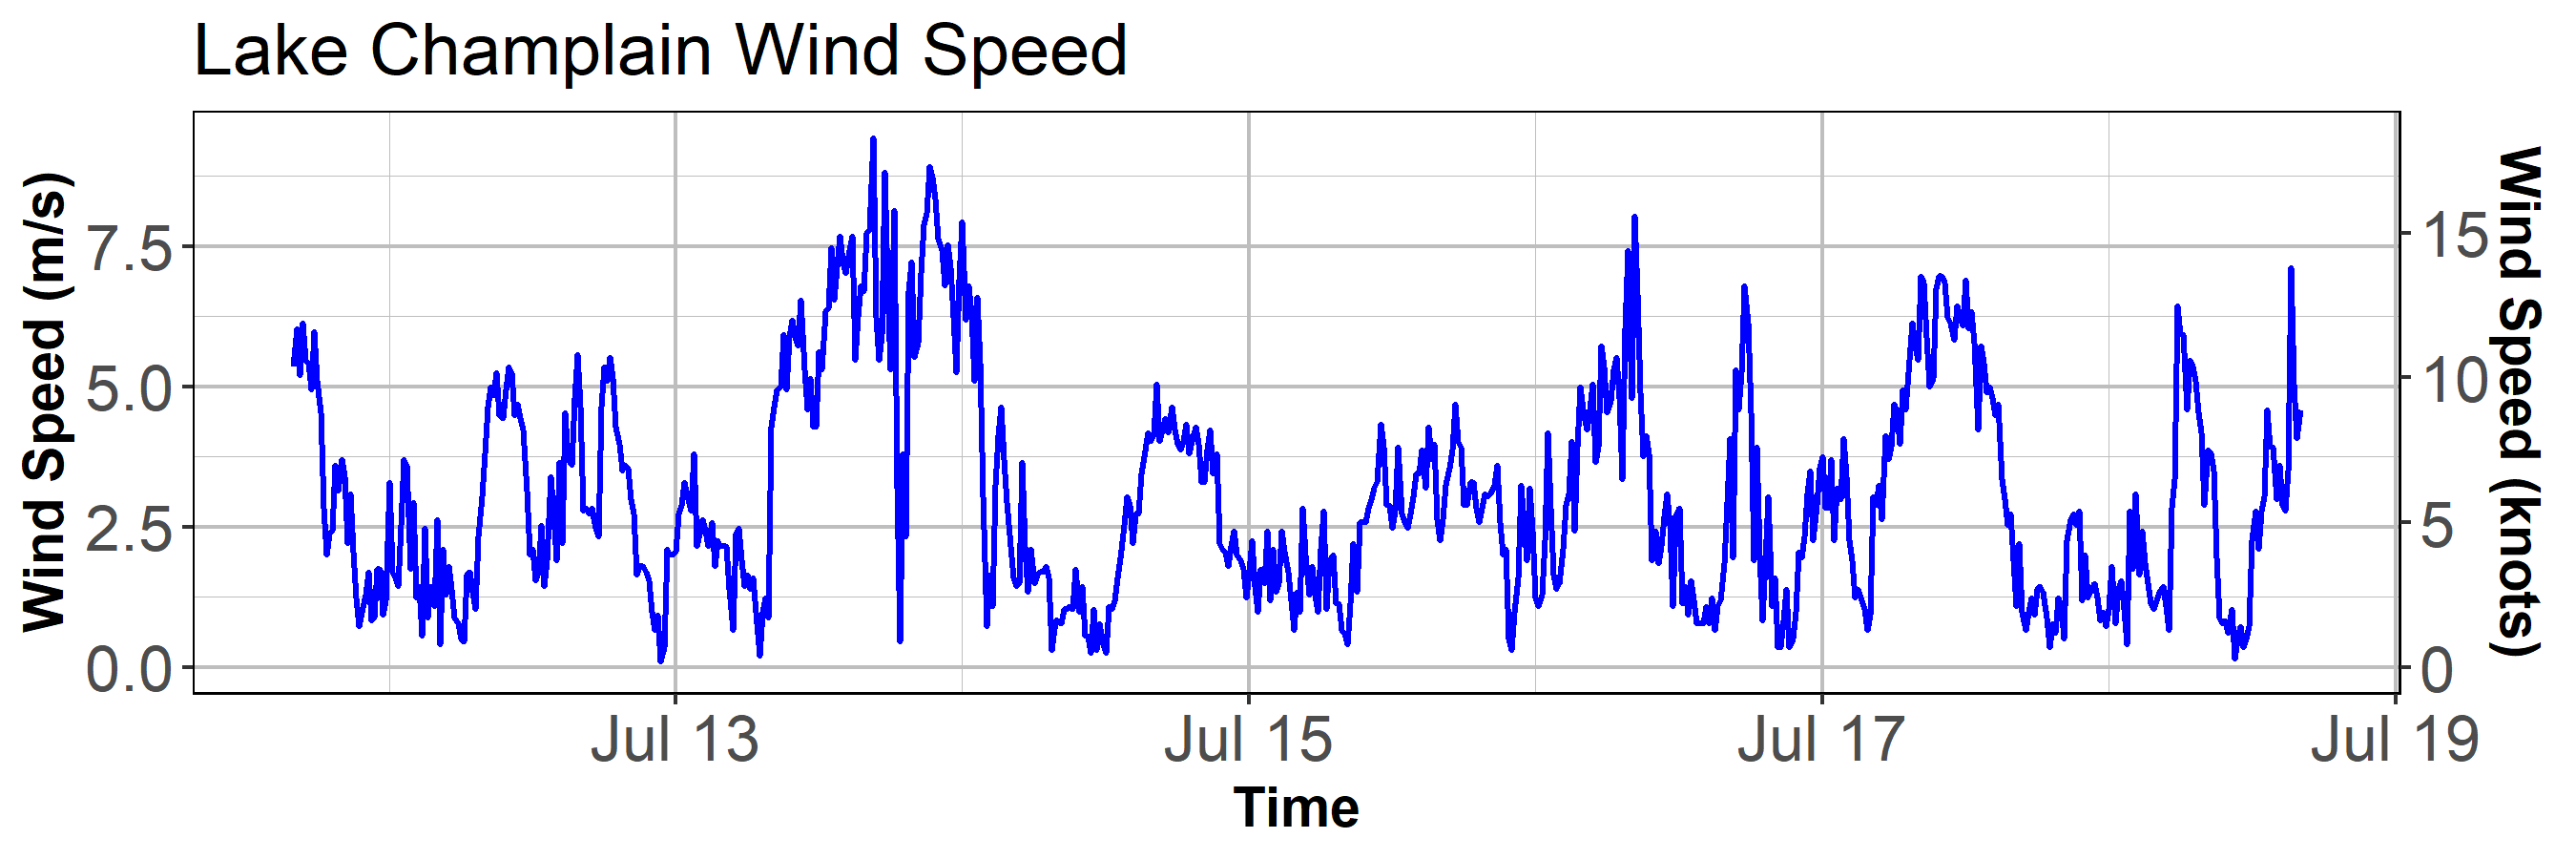 Lake Champlain Wind Speed
Wind Speed (m/s)
7.5
5.0
2.5
0.0
15
10
5
0
Wind Speed (knots)
Jul 13
Jul 15
Jul 17
Jul 19
Time